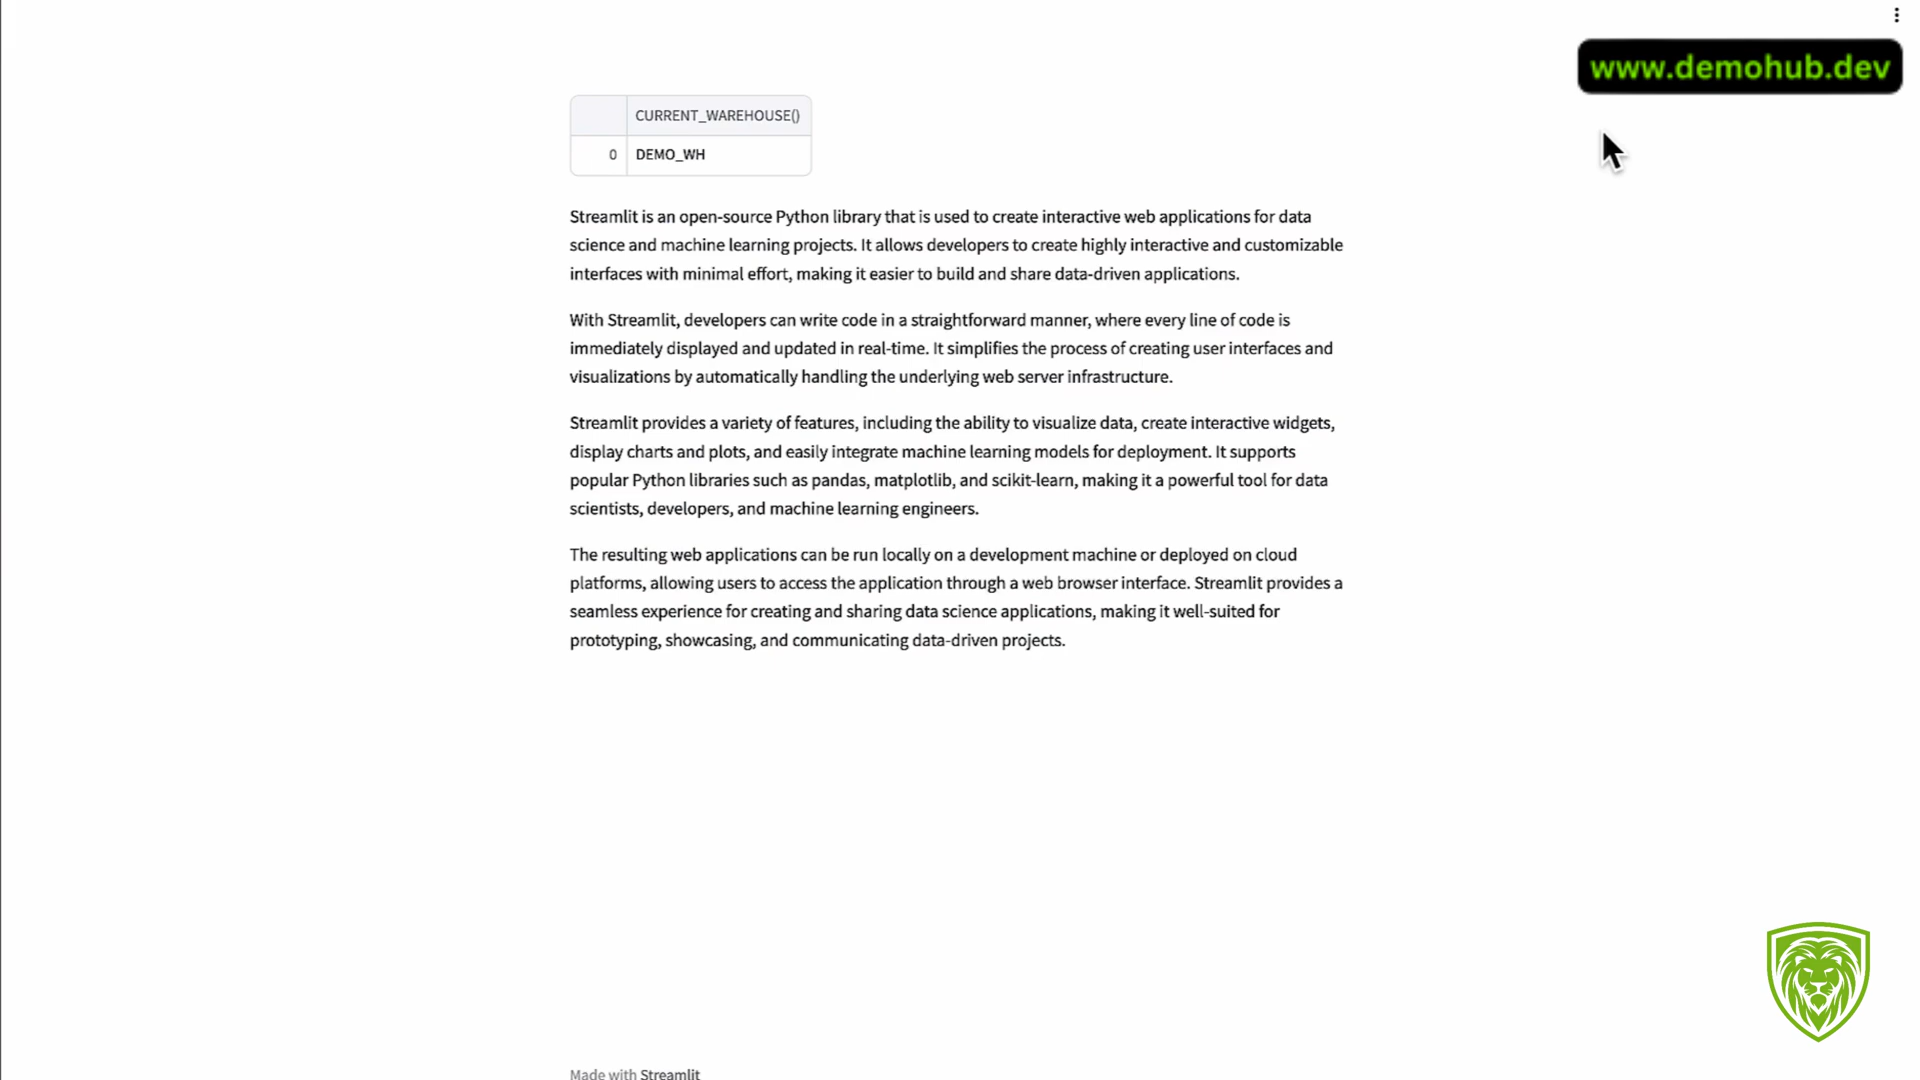 www.demohub.dev
CURRENT_WAREHOUSE()
0 DEMO_WH
Streamlit is an open-source Python library that is used to create interactive web applications for data
science and machine learning projects. It allows developers to create highly interactive and customizable
interfaces with minimal effort, making it easier to build and share data-driven applications.
With Streamlit, developers can write code in a straightforward manner, where every line of code is
immediately displayed and updated in real-time. It simplifies the process of creating user interfaces and
visualizations by automatically handling the underlying web server infrastructure.
Streamlit provides a variety of features, including the ability to visualize data, create interactive widgets,
display charts and plots, and easily integrate machine learning models for deployment. It supports
popular Python libraries such as pandas, matplotlib, and scikit-learn, making it a powerful tool for data
scientists, developers, and machine learning engineers.
The resulting web applications can be run locally on a development machine or deployed on cloud
platforms, allowing users to access the application through a web browser interface. Streamlit provides a
seamless experience for creating and sharing data science applications, making it well-suited for
prototyping, showcasing, and communicating data-driven projects.
Made with Streamlit